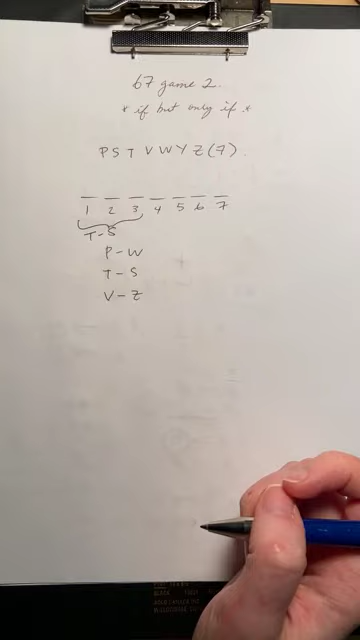 67 game 2.
* if but only if *
P S T V W Y Z (7).
1 2 3 4 5 6 7
T-S
P-W
T-S
V-Z